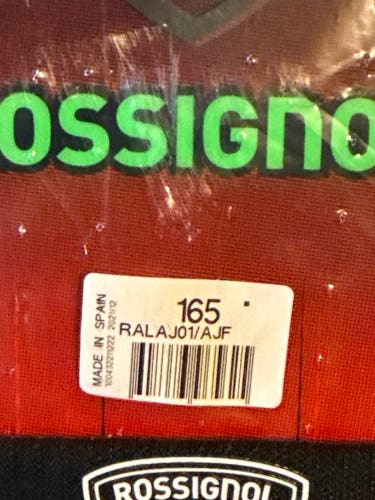 OSSIGNO
165
RALAJ01/AJF
MADE IN SPAIN
ROSSIGNOL